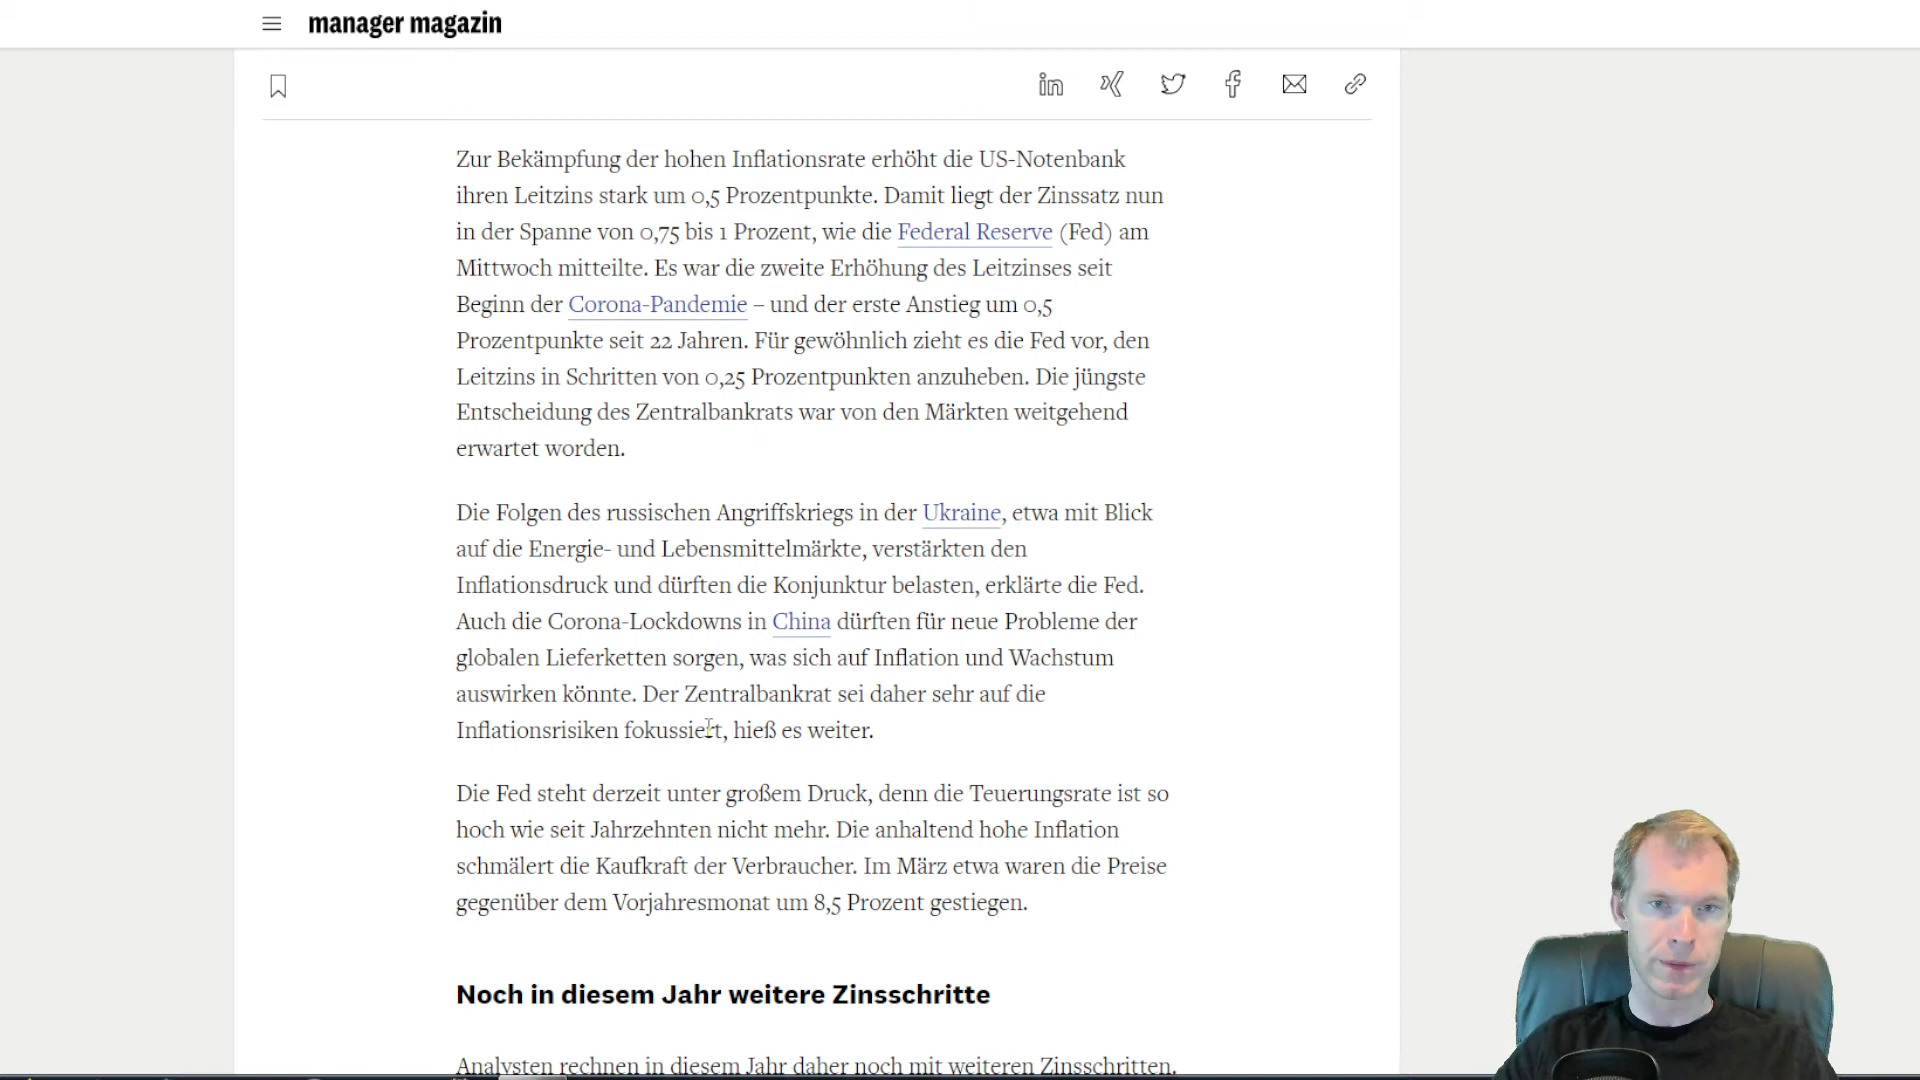 manager magazin
Zur Bekämpfung der hohen Inflationsrate erhöht die US-Notenbank
ihren Leitzins stark um 0,5 Prozentpunkte. Damit liegt der Zinssatz nun
in der Spanne von 0,75 bis 1 Prozent, wie die Federal Reserve (Fed) am
Mittwoch mitteilte. Es war die zweite Erhöhung des Leitzinses seit
Beginn der Corona-Pandemie – und der erste Anstieg um 0,5
Prozentpunkte seit 22 Jahren. Für gewöhnlich zieht es die Fed vor, den
Leitzins in Schritten von 0,25 Prozentpunkten anzuheben. Die jüngste
Entscheidung des Zentralbankrats war von den Märkten weitgehend
erwartet worden.
Die Folgen des russischen Angriffskriegs in der Ukraine, etwa mit Blick
auf die Energie- und Lebensmittelmärkte, verstärkten den
Inflationsdruck und dürften die Konjunktur belasten, erklärte die Fed.
Auch die Corona-Lockdowns in China dürften für neue Probleme der
globalen Lieferketten sorgen, was sich auf Inflation und Wachstum
auswirken könnte. Der Zentralbankrat sei daher sehr auf die
Inflationsrisiken fokussiert, hieß es weiter.
Die Fed steht derzeit unter großem Druck, denn die Teuerungsrate ist so
hoch wie seit Jahrzehnten nicht mehr. Die anhaltend hohe Inflation
schmälert die Kaufkraft der Verbraucher. Im März etwa waren die Preise
gegenüber dem Vorjahresmonat um 8,5 Prozent gestiegen.
Noch in diesem Jahr weitere Zinsschritte
Analysten rechnen in diesem Jahr daher noch mit weiteren Zinsschritten.